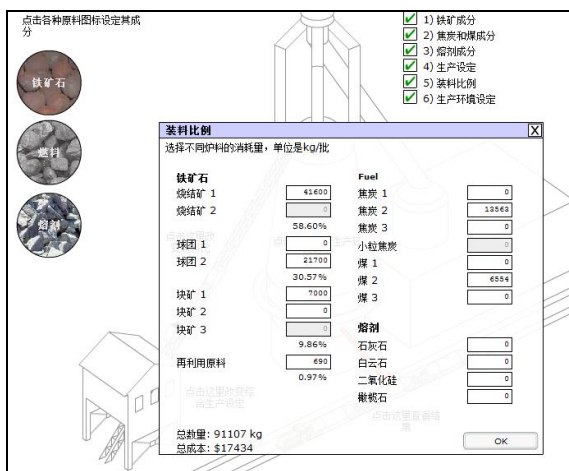 点击各种原料图标设定其成
分
铁矿石
燃料
熔剂
1) 铁矿成分
2) 焦炭和煤成分
3) 熔剂成分
4) 生产设定
5) 装料比例
6) 生产环境设定
装料比例
X
选择不同炉料的消耗量，单位是kg/批
铁矿石
烧结矿 1 41600
烧结矿 2 0
58.60%
球团 1 0
球团 2 21700
30.57%
块矿 1 7000
块矿 2 0
块矿 3 0
9.86%
再利用原料 690
0.97%
总数量: 91107 kg
总成本: $17434
Fuel
焦炭 1 0
焦炭 2 13563
焦炭 3 0
小粒焦炭 0
煤 1 0
煤 2 6554
煤 3 0
熔剂
石灰石 0
白云石 0
二氧化硅 0
橄榄石 0
OK